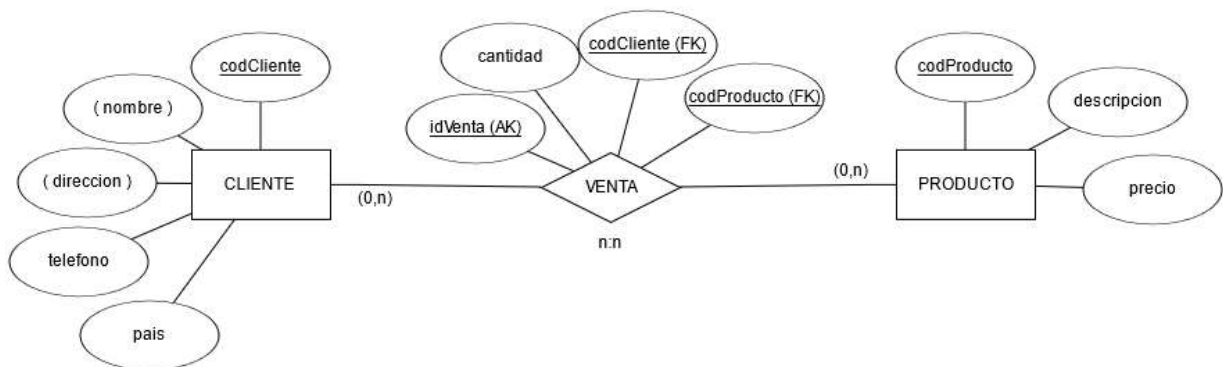 codCliente
( nombre )
( direccion )
telefono
pais
CLIENTE
(0,n)
cantidad
codCliente (FK)
idVenta (AK)
codProducto (FK)
VENTA
n:n
(0,n)
codProducto
descripcion
PRODUCTO
precio